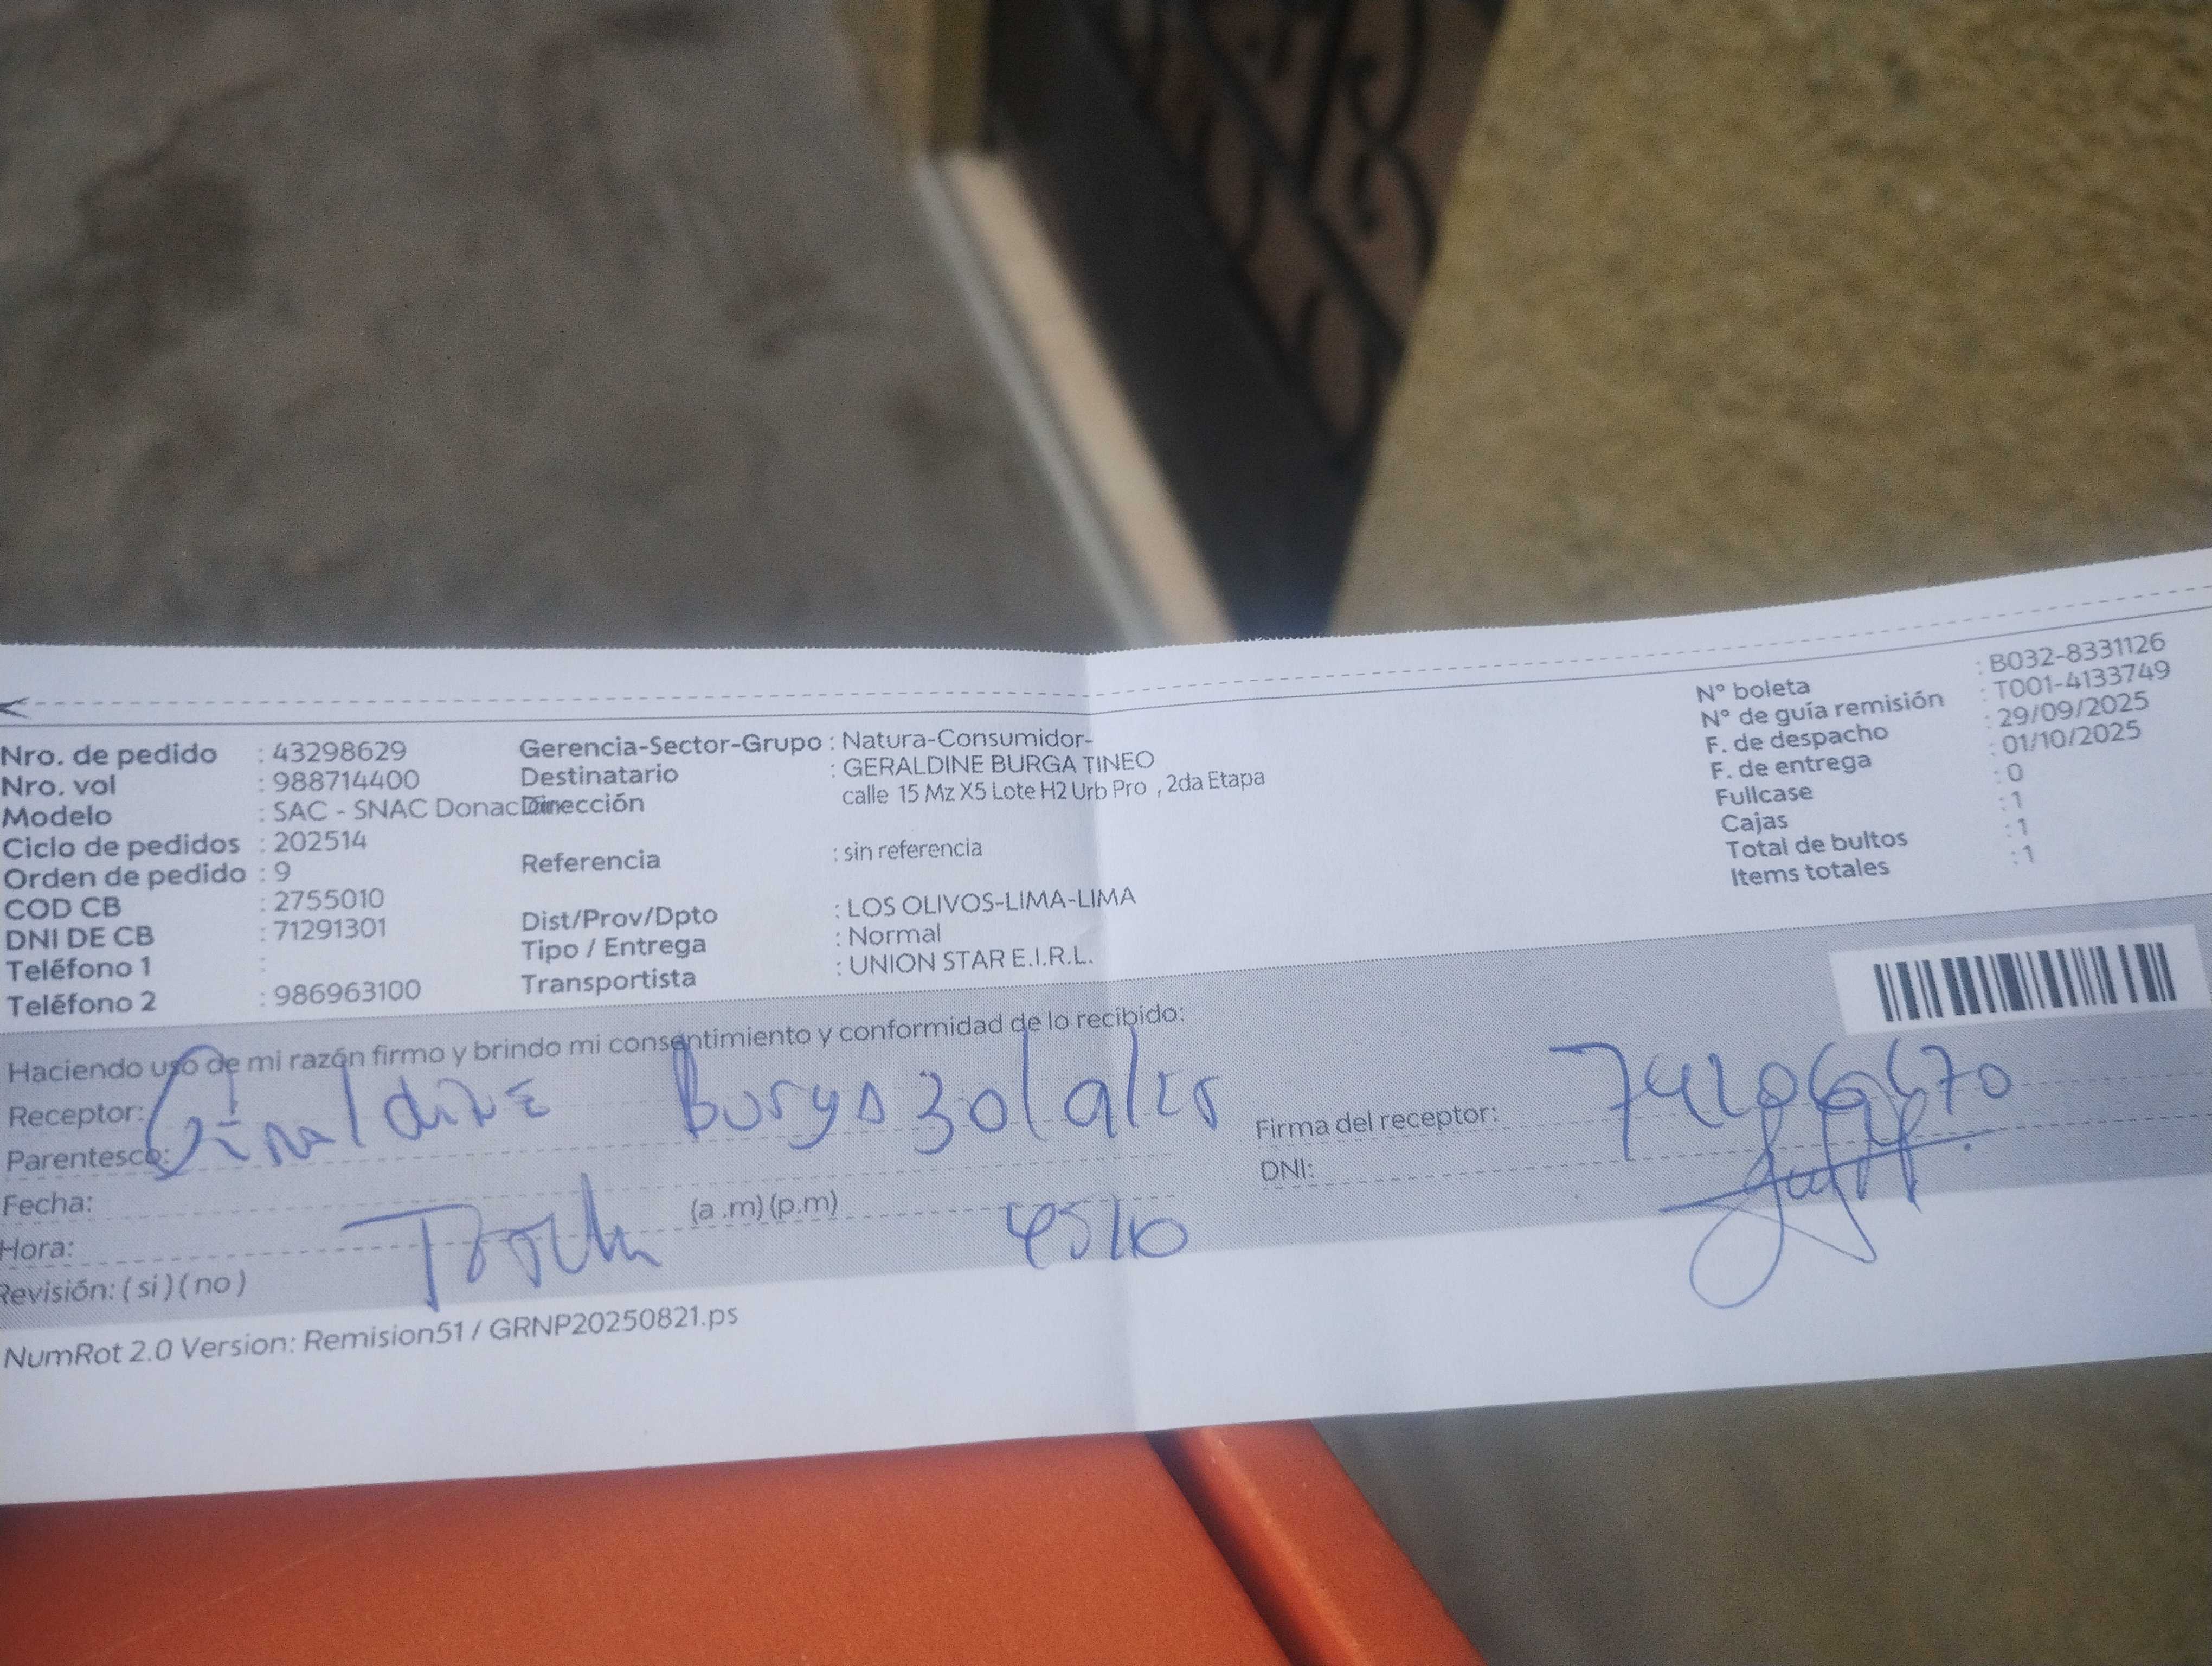 Nro. de pedido : 43298629
Nro. vol : 988714400
Modelo : SAC - SNAC Donac
Ciclo de pedidos : 202514
Orden de pedido : 9
COD CB : 2755010
DNI DE CB : 71291301
Teléfono 1 :
Teléfono 2 : 986963100
Gerencia-Sector-Grupo : Natura-Consumidor-
Destinatario : GERALDINE BURGA TINEO
Dirección calle 15 Mz X5 Lote H2 Urb Pro , 2da Etapa
Referencia : sin referencia
Dist/Prov/Dpto : LOS OLIVOS-LIMA-LIMA
Tipo / Entrega : Normal
Transportista : UNION STAR E.I.R.L.
N° boleta : B032-8331126
N° de guía remisión : T001-4133749
F. de despacho : 29/09/2025
F. de entrega : 01/10/2025
Fullcase : 0
Cajas : 1
Total de bultos : 1
Items totales : 1
Haciendo uso de mi razón firmo y brindo mi consentimiento y conformidad de lo recibido:
Receptor:
Parentesco:
Fecha:
Hora: (a .m) (p.m)
Revisión: ( si ) ( no )
Firma del receptor:
DNI:
NumRot 2.0 Version: Remision51 / GRNP20250821.ps